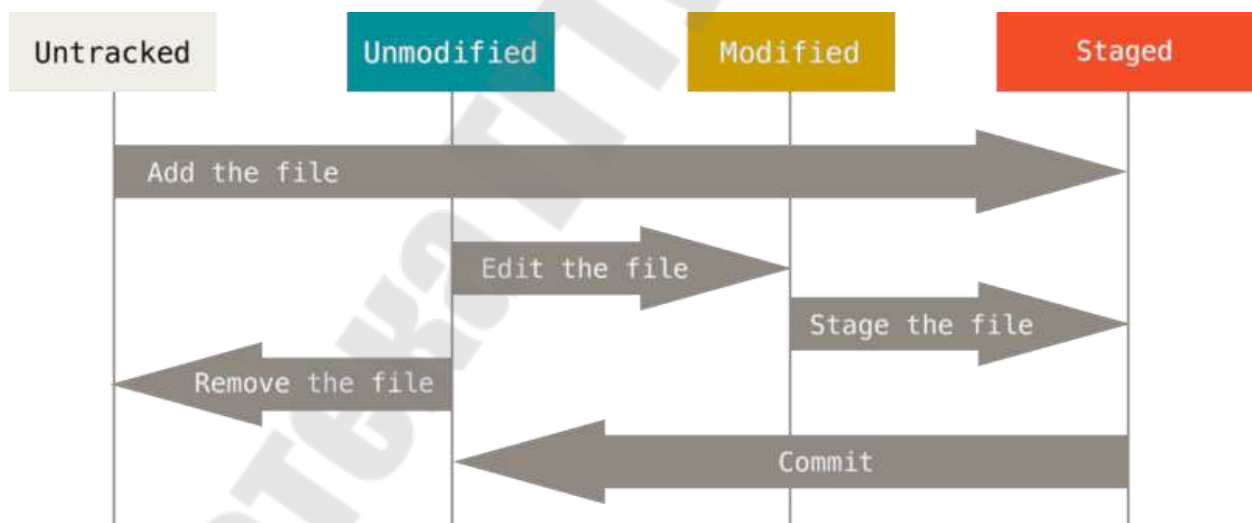 Untracked
Unmodified
Modified
Staged
Add the file
Edit the file
Stage the file
Remove the file
Commit